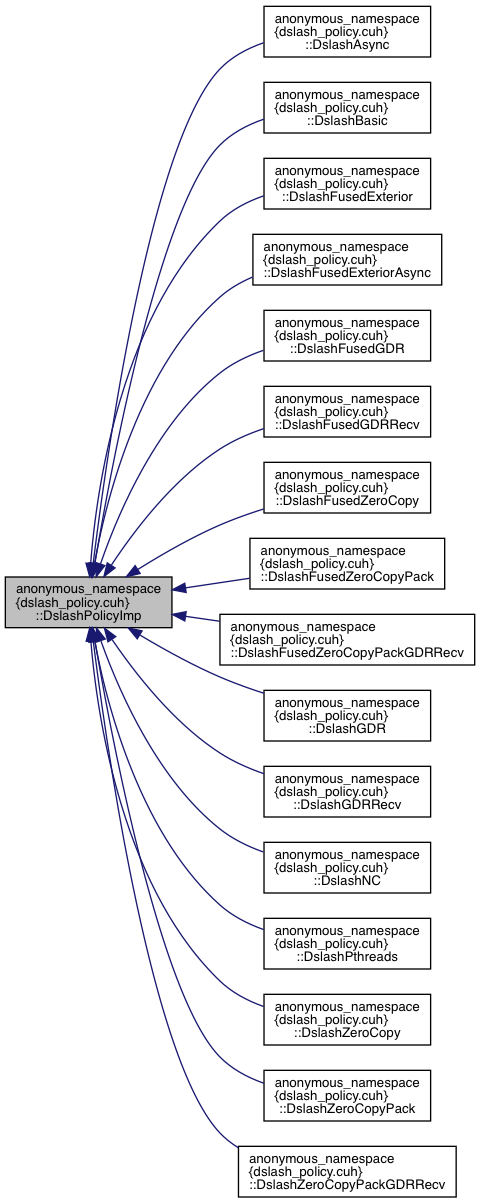 anonymous_namespace
{dslash_policy.cuh}
::DslashAsync
anonymous_namespace
{dslash_policy.cuh}
::DslashBasic
anonymous_namespace
{dslash_policy.cuh}
::DslashFusedExterior
anonymous_namespace
{dslash_policy.cuh}
::DslashFusedExteriorAsync
anonymous_namespace
{dslash_policy.cuh}
::DslashFusedGDR
anonymous_namespace
{dslash_policy.cuh}
::DslashFusedGDRRecv
anonymous_namespace
{dslash_policy.cuh}
::DslashFusedZeroCopy
anonymous_namespace
{dslash_policy.cuh}
::DslashFusedZeroCopyPack
anonymous_namespace
{dslash_policy.cuh}
::DslashPolicyImp
anonymous_namespace
{dslash_policy.cuh}
::DslashFusedZeroCopyPackGDRRecv
anonymous_namespace
{dslash_policy.cuh}
::DslashGDR
anonymous_namespace
{dslash_policy.cuh}
::DslashGDRRecv
anonymous_namespace
{dslash_policy.cuh}
::DslashNC
anonymous_namespace
{dslash_policy.cuh}
::DslashPthreads
anonymous_namespace
{dslash_policy.cuh}
::DslashZeroCopy
anonymous_namespace
{dslash_policy.cuh}
::DslashZeroCopyPack
anonymous_namespace
{dslash_policy.cuh}
::DslashZeroCopyPackGDRRecv